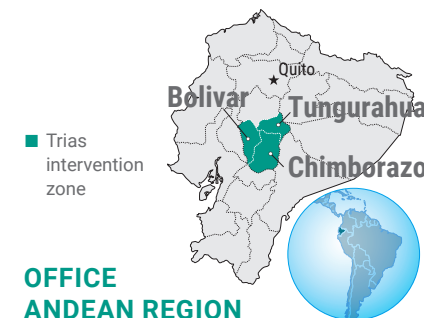 Quito
Bolivar
Tungurahua
Trias
intervention
zone
Chimborazo
OFFICE
ANDEAN REGION